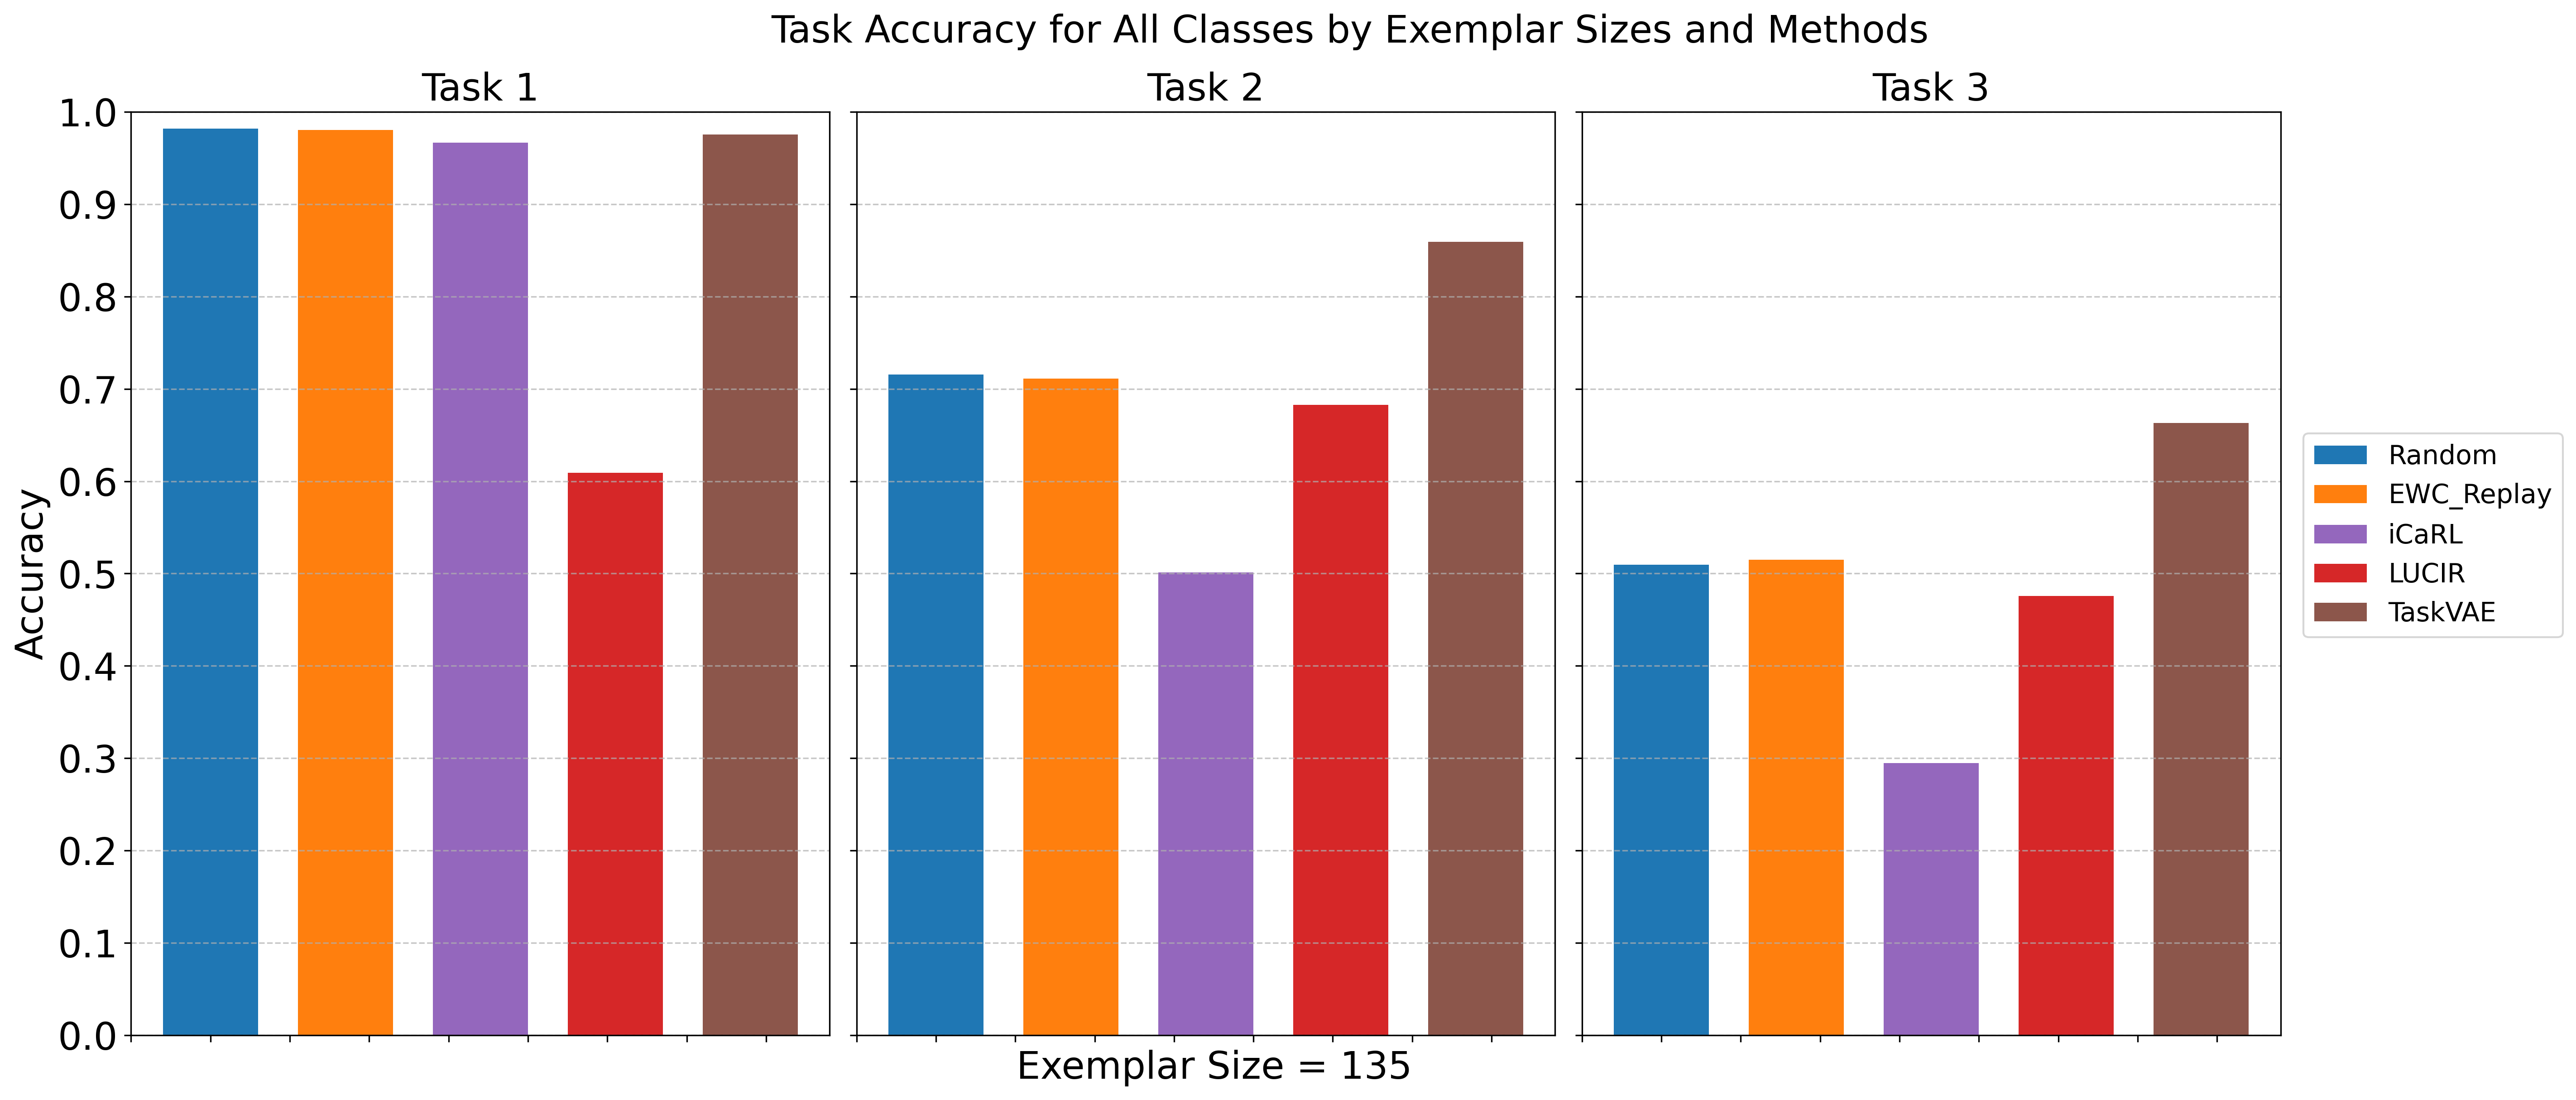 Task Accuracy for All Classes by Exemplar Sizes and Methods
Task 1
Task 2
Task 3
1.0
0.9
0.8
0.7
0.6
0.5
0.4
0.3
0.2
0.1
0.0
Accuracy
Exemplar Size = 135
Random
EWC_Replay
iCaRL
LUCIR
TaskVAE